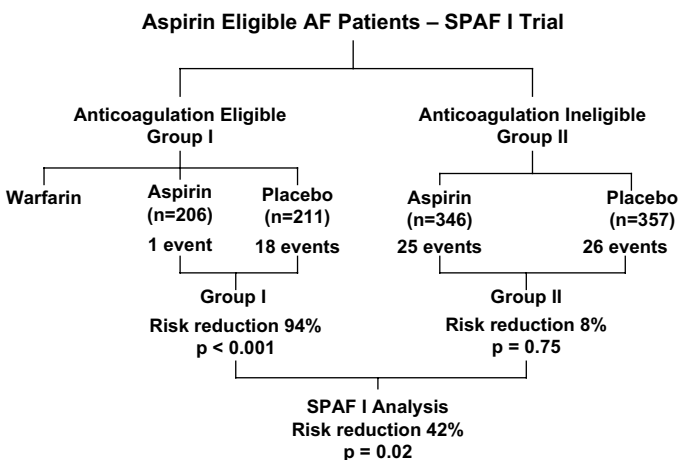 Aspirin Eligible AF Patients – SPAF I Trial
Anticoagulation Eligible
Group I
Anticoagulation Ineligible
Group II
Warfarin
Aspirin
(n=206)
1 event
Placebo
(n=211)
18 events
Aspirin
(n=346)
25 events
Placebo
(n=357)
26 events
Group I
Risk reduction 94%
p < 0.001
Group II
Risk reduction 8%
p = 0.75
SPAF I Analysis
Risk reduction 42%
p = 0.02